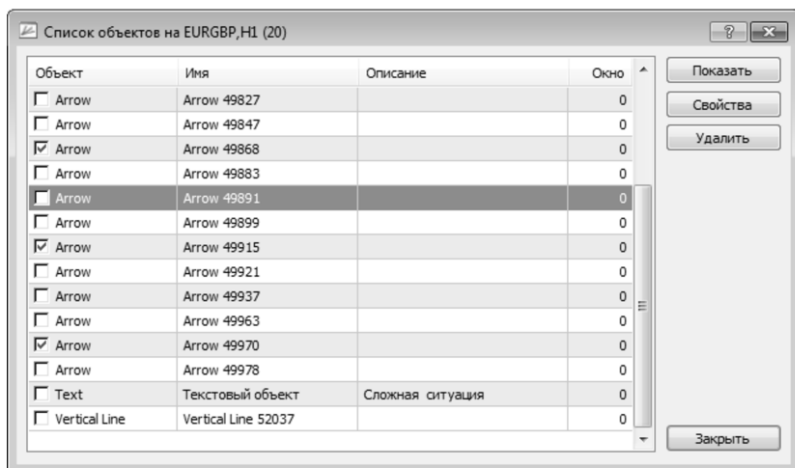 Список объектов на EURGBP,H1 (20)
Объект Имя Описание Окно
Arrow Arrow 49827 0
Arrow Arrow 49847 0
Arrow Arrow 49868 0
Arrow Arrow 49883 0
Arrow Arrow 49891 0
Arrow Arrow 49899 0
Arrow Arrow 49915 0
Arrow Arrow 49921 0
Arrow Arrow 49937 0
Arrow Arrow 49963 0
Arrow Arrow 49970 0
Arrow Arrow 49978 0
Text Текстовый объект Сложная ситуация 0
Vertical Line Vertical Line 52037 0
Показать
Свойства
Удалить
Закрыть